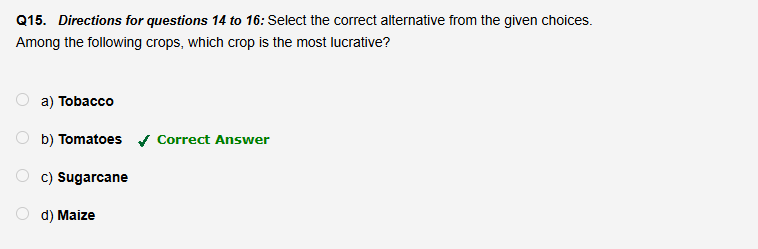 Q15. Directions for questions 14 to 16: Select the correct alternative from the given choices.
Among the following crops, which crop is the most lucrative?
a) Tobacco
b) Tomatoes ✓ Correct Answer
c) Sugarcane
d) Maize